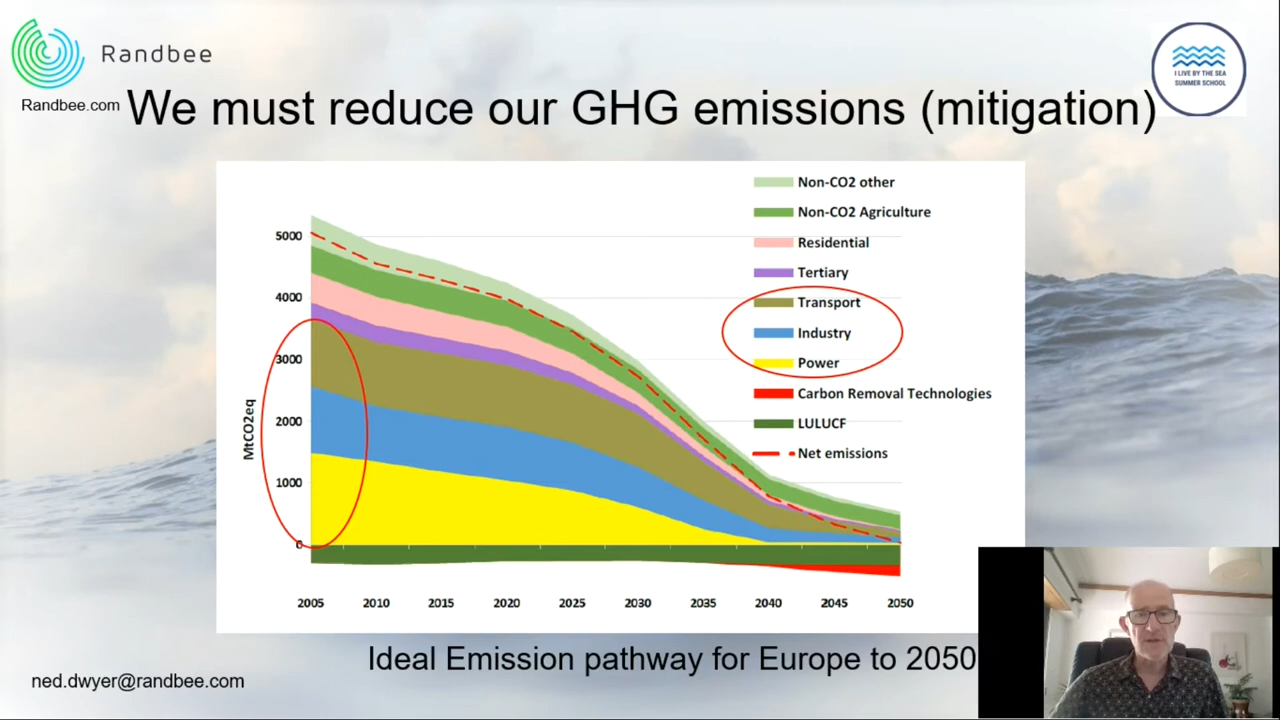 Randbee
Randbee.com
I LIVE BY THE SEA
SUMMER SCHOOL
We must reduce our GHG emissions (mitigation)
Non-CO2 other
Non-CO2 Agriculture
Residential
Tertiary
Transport
Industry
Power
Carbon Removal Technologies
LULUCF
Net emissions
MtCO2eq
5000
4000
3000
2000
1000
0
2005 2010 2015 2020 2025 2030 2035 2040 2045 2050
Ideal Emission pathway for Europe to 2050
ned.dwyer@randbee.com